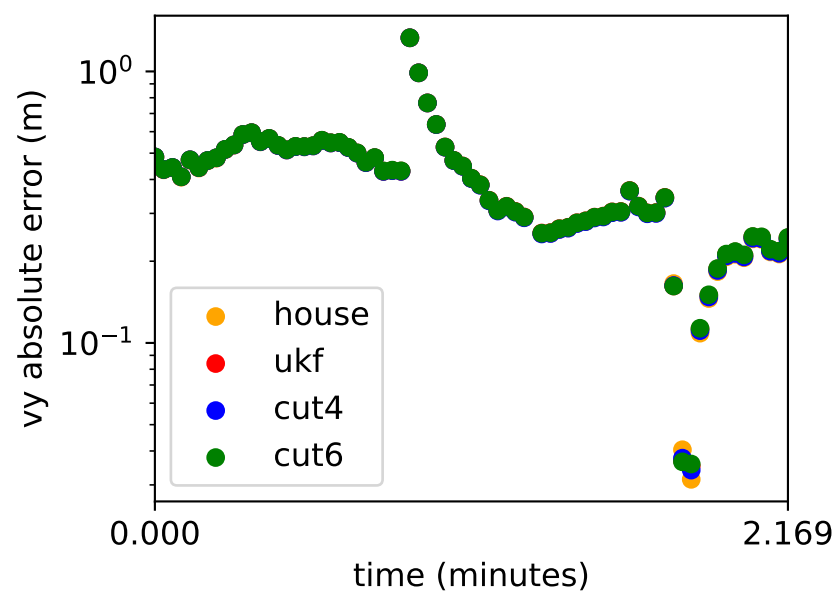 vy absolute error (m)
10⁰
10⁻¹
house
ukf
cut4
cut6
0.000
2.169
time (minutes)